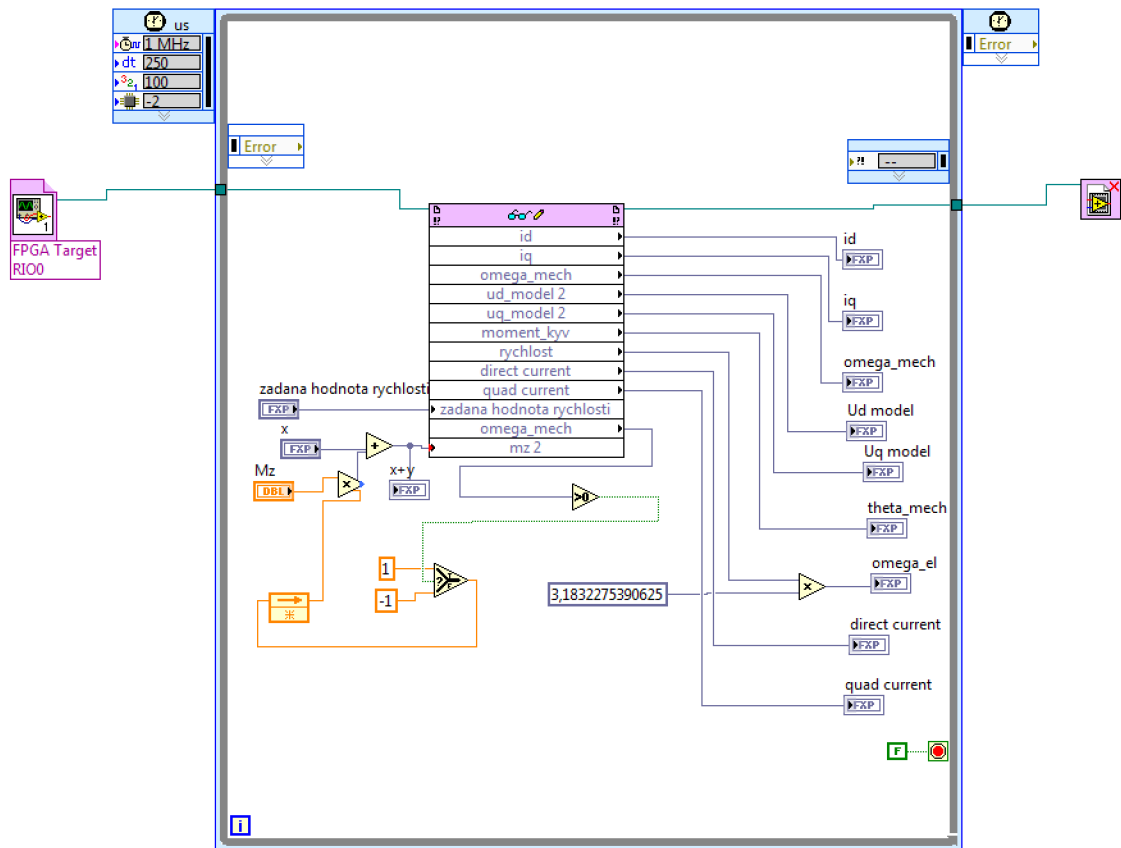 us
1 MHz
dt 250
321 100
-2
Error
Error
?! --
1
FPGA Target
RIO0
!? !?
id
iq
omega_mech
ud_model 2
uq_model 2
moment_kyv
rychlost
direct current
quad current
zadana hodnota rychlosti
omega_mech
mz 2
zadana hodnota rychlosti
FXP
x
FXP
+
Mz
DBL
x
x+y
FXP
>0
1
-1
? T F
3,1832275390625
x
id
FXP
iq
FXP
omega_mech
FXP
Ud model
FXP
Uq model
FXP
theta_mech
FXP
omega_el
FXP
direct current
FXP
quad current
FXP
F
i